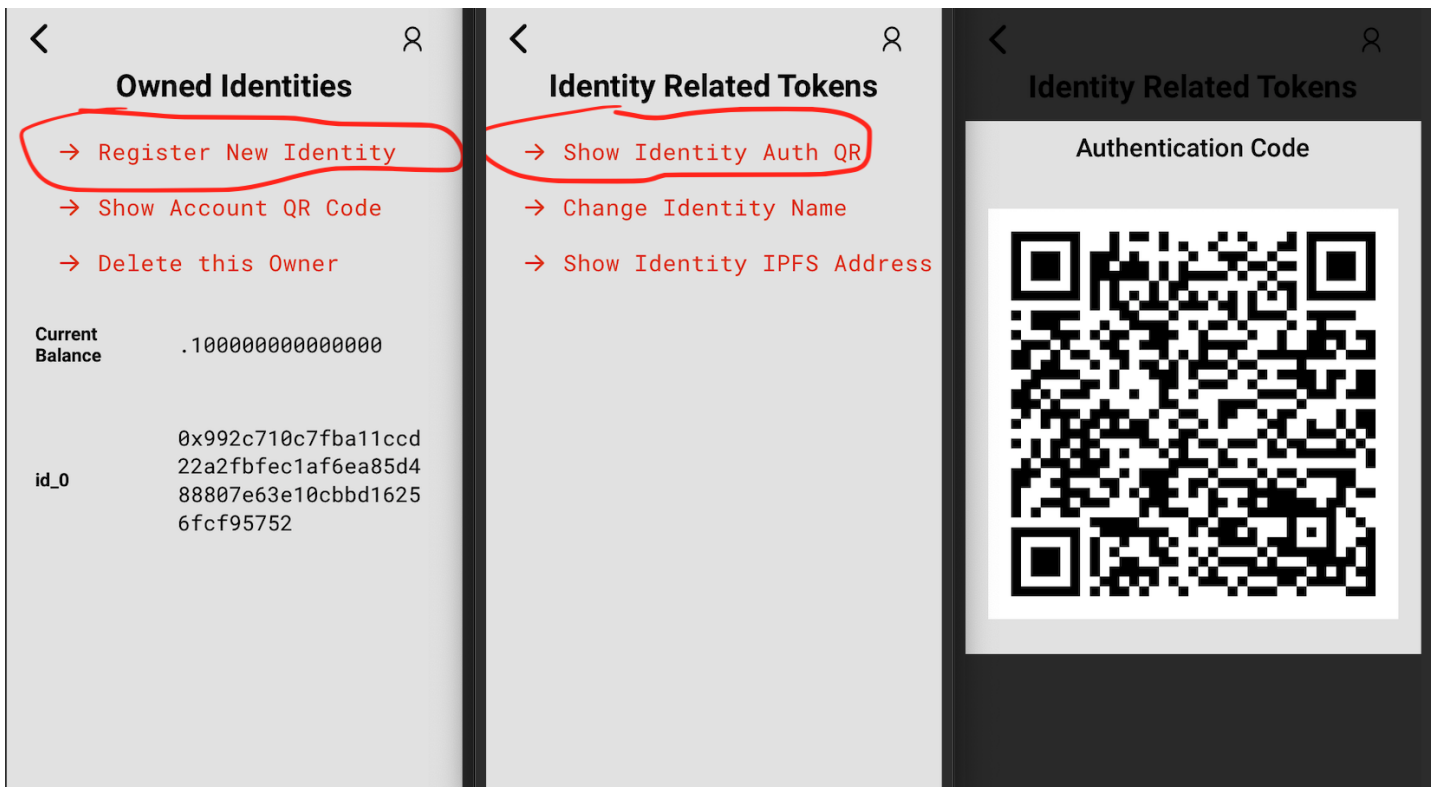 Owned Identities
→ Register New Identity
→ Show Account QR Code
→ Delete this Owner
Current
Balance
.100000000000000
id_0
0x992c710c7fba11ccd
22a2fbfec1af6ea85d4
88807e63e10cbbd1625
6fcf95752
Identity Related Tokens
→ Show Identity Auth QR
→ Change Identity Name
→ Show Identity IPFS Address
Identity Related Tokens
Authentication Code